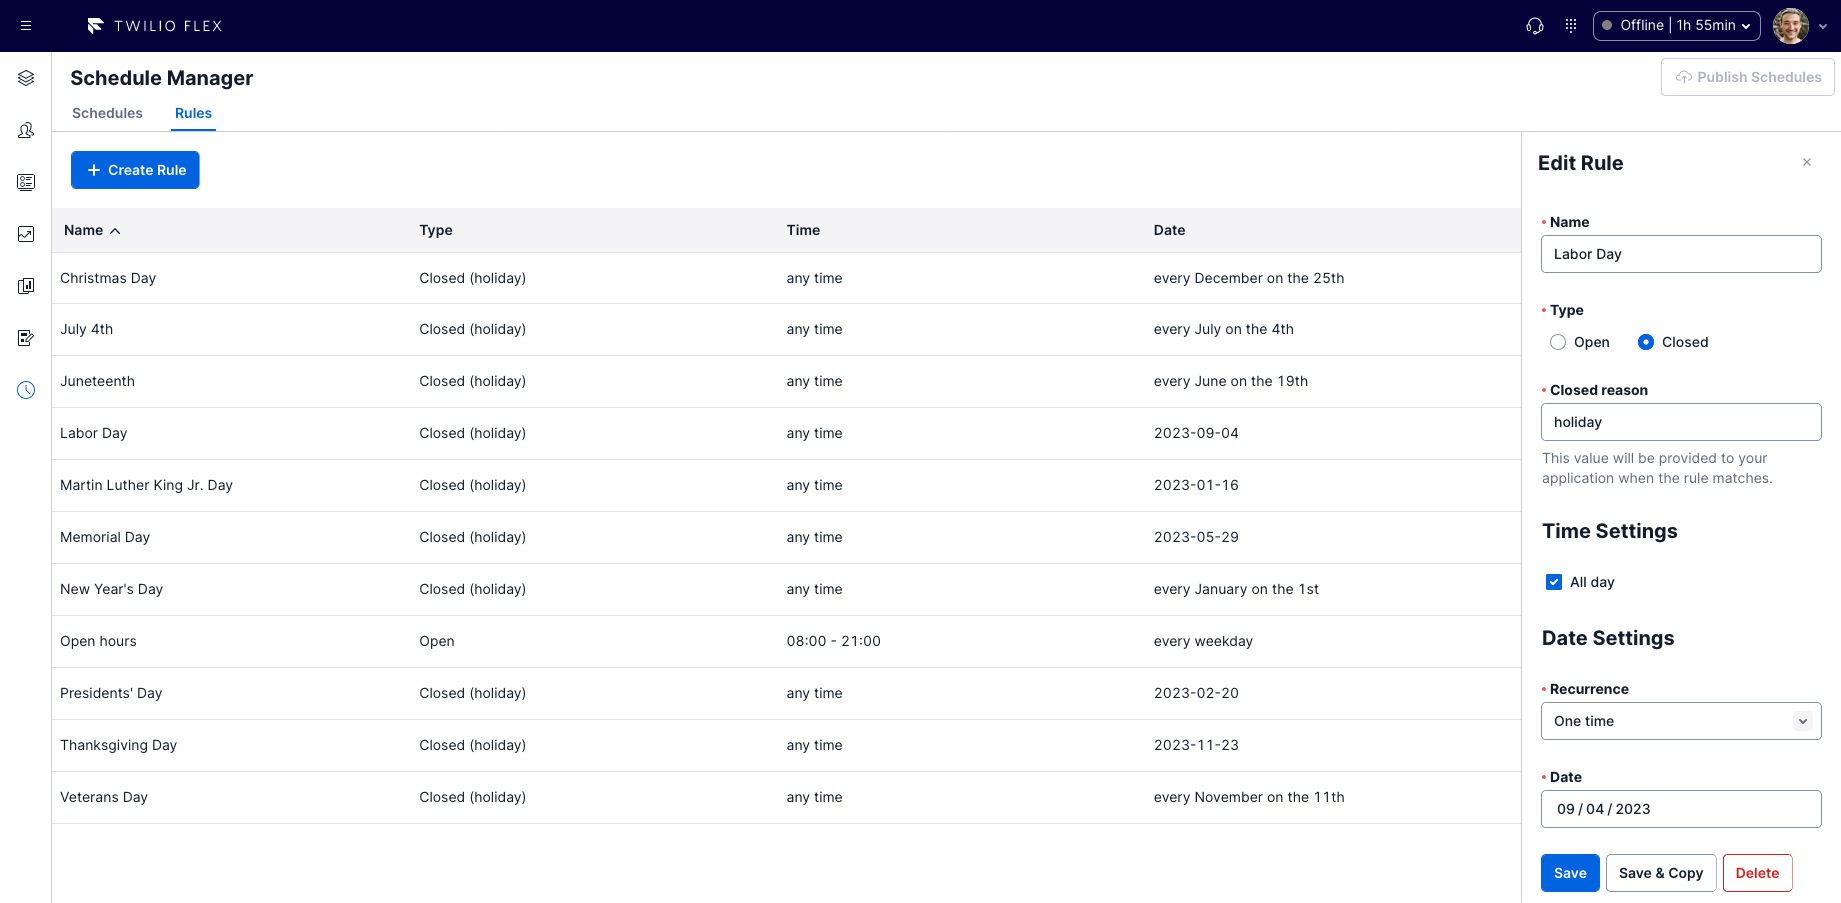 TWILIO FLEX
Offline | 1h 55min
Schedule Manager
Publish Schedules
Schedules Rules
Create Rule
Name Type Time Date
Christmas Day Closed (holiday) any time every December on the 25th
July 4th Closed (holiday) any time every July on the 4th
Juneteenth Closed (holiday) any time every June on the 19th
Labor Day Closed (holiday) any time 2023-09-04
Martin Luther King Jr. Day Closed (holiday) any time 2023-01-16
Memorial Day Closed (holiday) any time 2023-05-29
New Year's Day Closed (holiday) any time every January on the 1st
Open hours Open 08:00 - 21:00 every weekday
Presidents' Day Closed (holiday) any time 2023-02-20
Thanksgiving Day Closed (holiday) any time 2023-11-23
Veterans Day Closed (holiday) any time every November on the 11th
Edit Rule
Name
Labor Day
Type
Open Closed
Closed reason
holiday
This value will be provided to your
application when the rule matches.
Time Settings
All day
Date Settings
Recurrence
One time
Date
09 / 04 / 2023
Save Save & Copy Delete